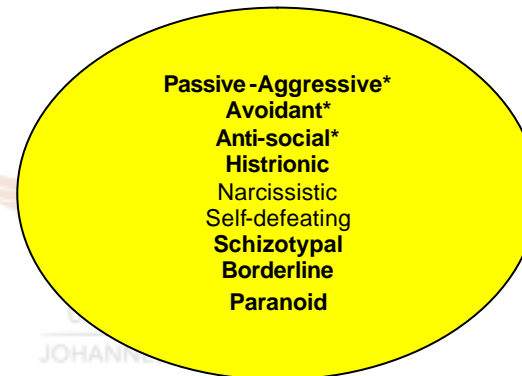 Passive-Aggressive*
Avoidant*
Anti-social*
Histrionic
Narcissistic
Self-defeating
Schizotypal
Borderline
Paranoid